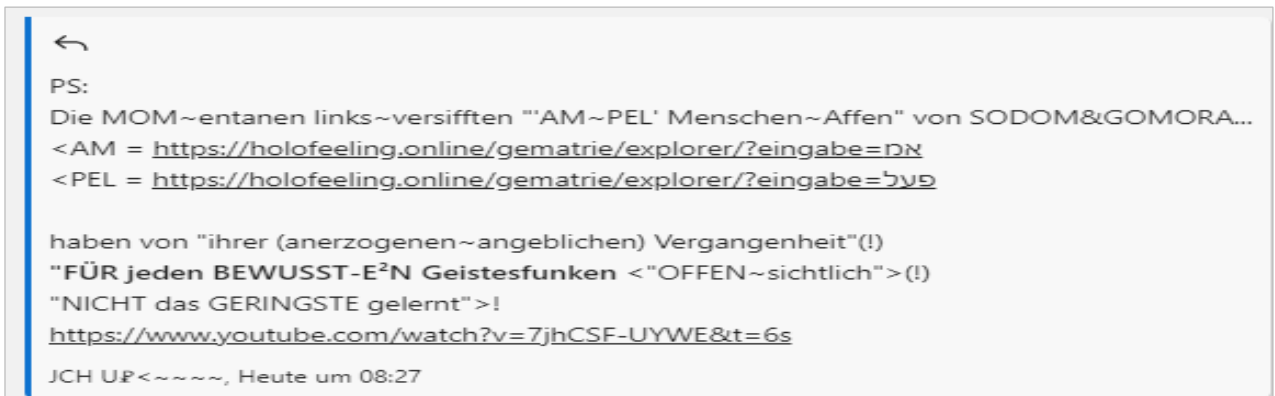 PS:
Die MOM~entanen links~versifften "'AM~PEL' Menschen~Affen" von SODOM&GOMORA...
<AM = https://holofeeling.online/gematrie/explorer/?eingabe=אמ
<PEL = https://holofeeling.online/gematrie/explorer/?eingabe=פעל
haben von "ihrer (anerzogenen~angeblichen) Vergangenheit"(!)
"FÜR jeden BEWUSST-E²N Geistesfunken <"OFFEN~sichtlich">(!)
"NICHT das GERINGSTE gelernt">!
https://www.youtube.com/watch?v=7jhCSF-UYWE&t=6s
JCH U₽<~~~~, Heute um 08:27